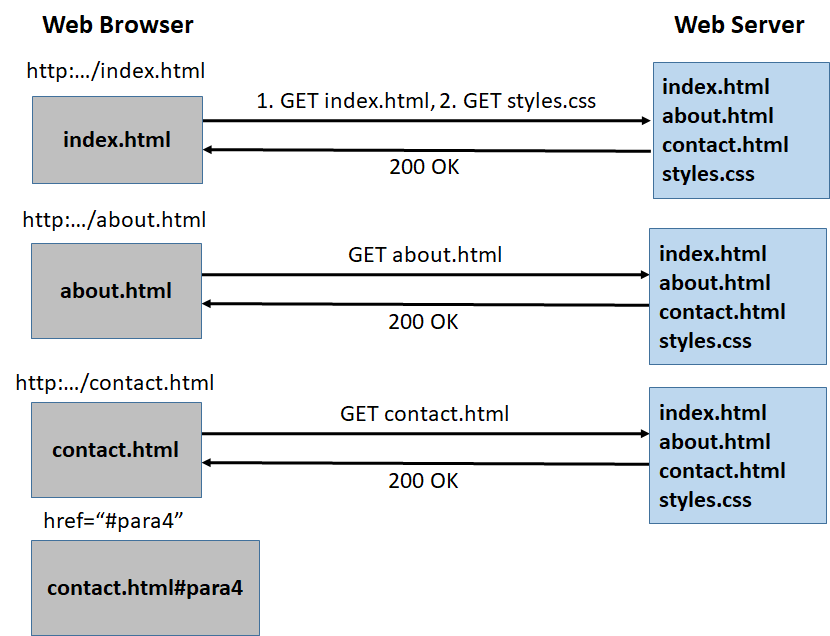 Web Browser
Web Server
http:.../index.html
index.html
1. GET index.html, 2. GET styles.css
200 OK
index.html
about.html
contact.html
styles.css
http:.../about.html
about.html
GET about.html
200 OK
index.html
about.html
contact.html
styles.css
http:.../contact.html
contact.html
GET contact.html
200 OK
index.html
about.html
contact.html
styles.css
href=“#para4”
contact.html#para4